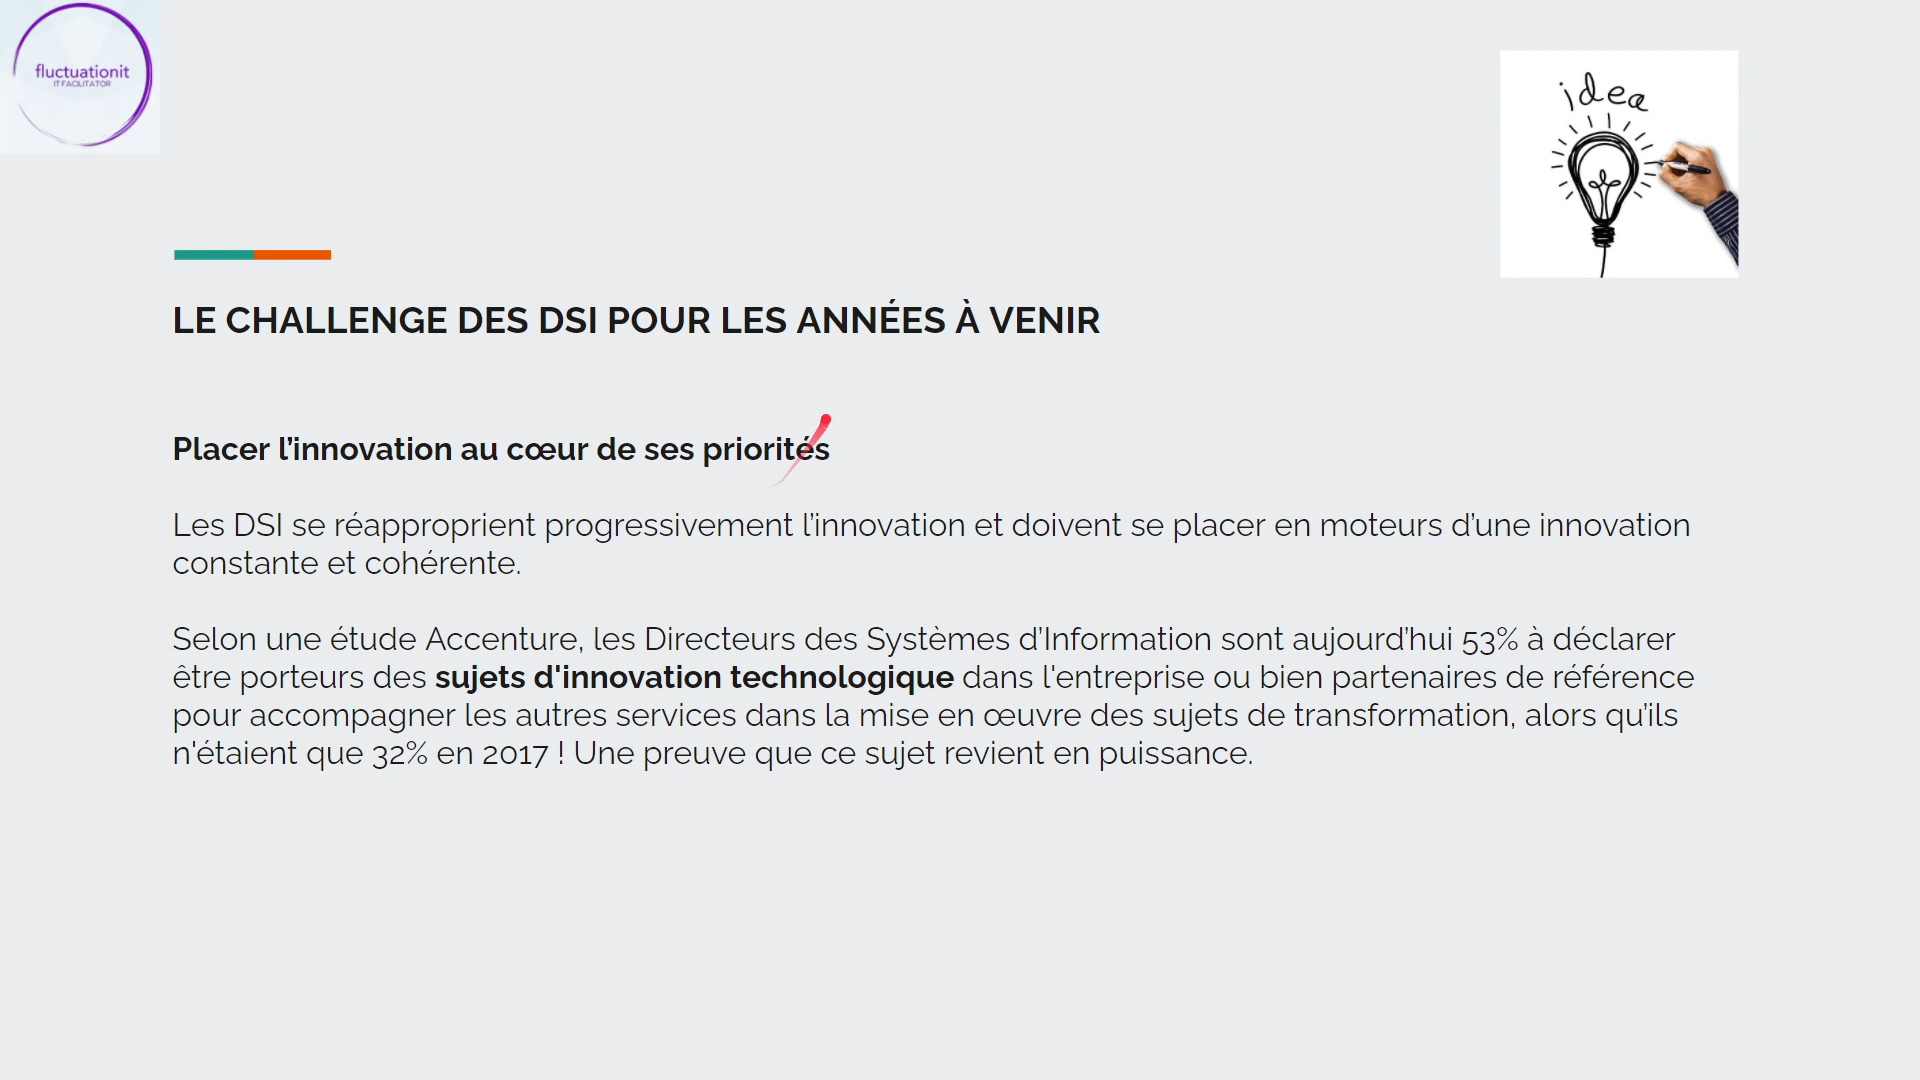 fluctuationit
IT FACILITATOR
idea
LE CHALLENGE DES DSI POUR LES ANNÉES À VENIR
Placer l’innovation au cœur de ses priorités
Les DSI se réapproprient progressivement l’innovation et doivent se placer en moteurs d’une innovation
constante et cohérente.
Selon une étude Accenture, les Directeurs des Systèmes d’Information sont aujourd’hui 53% à déclarer
être porteurs des sujets d'innovation technologique dans l'entreprise ou bien partenaires de référence
pour accompagner les autres services dans la mise en œuvre des sujets de transformation, alors qu’ils
n'étaient que 32% en 2017 ! Une preuve que ce sujet revient en puissance.